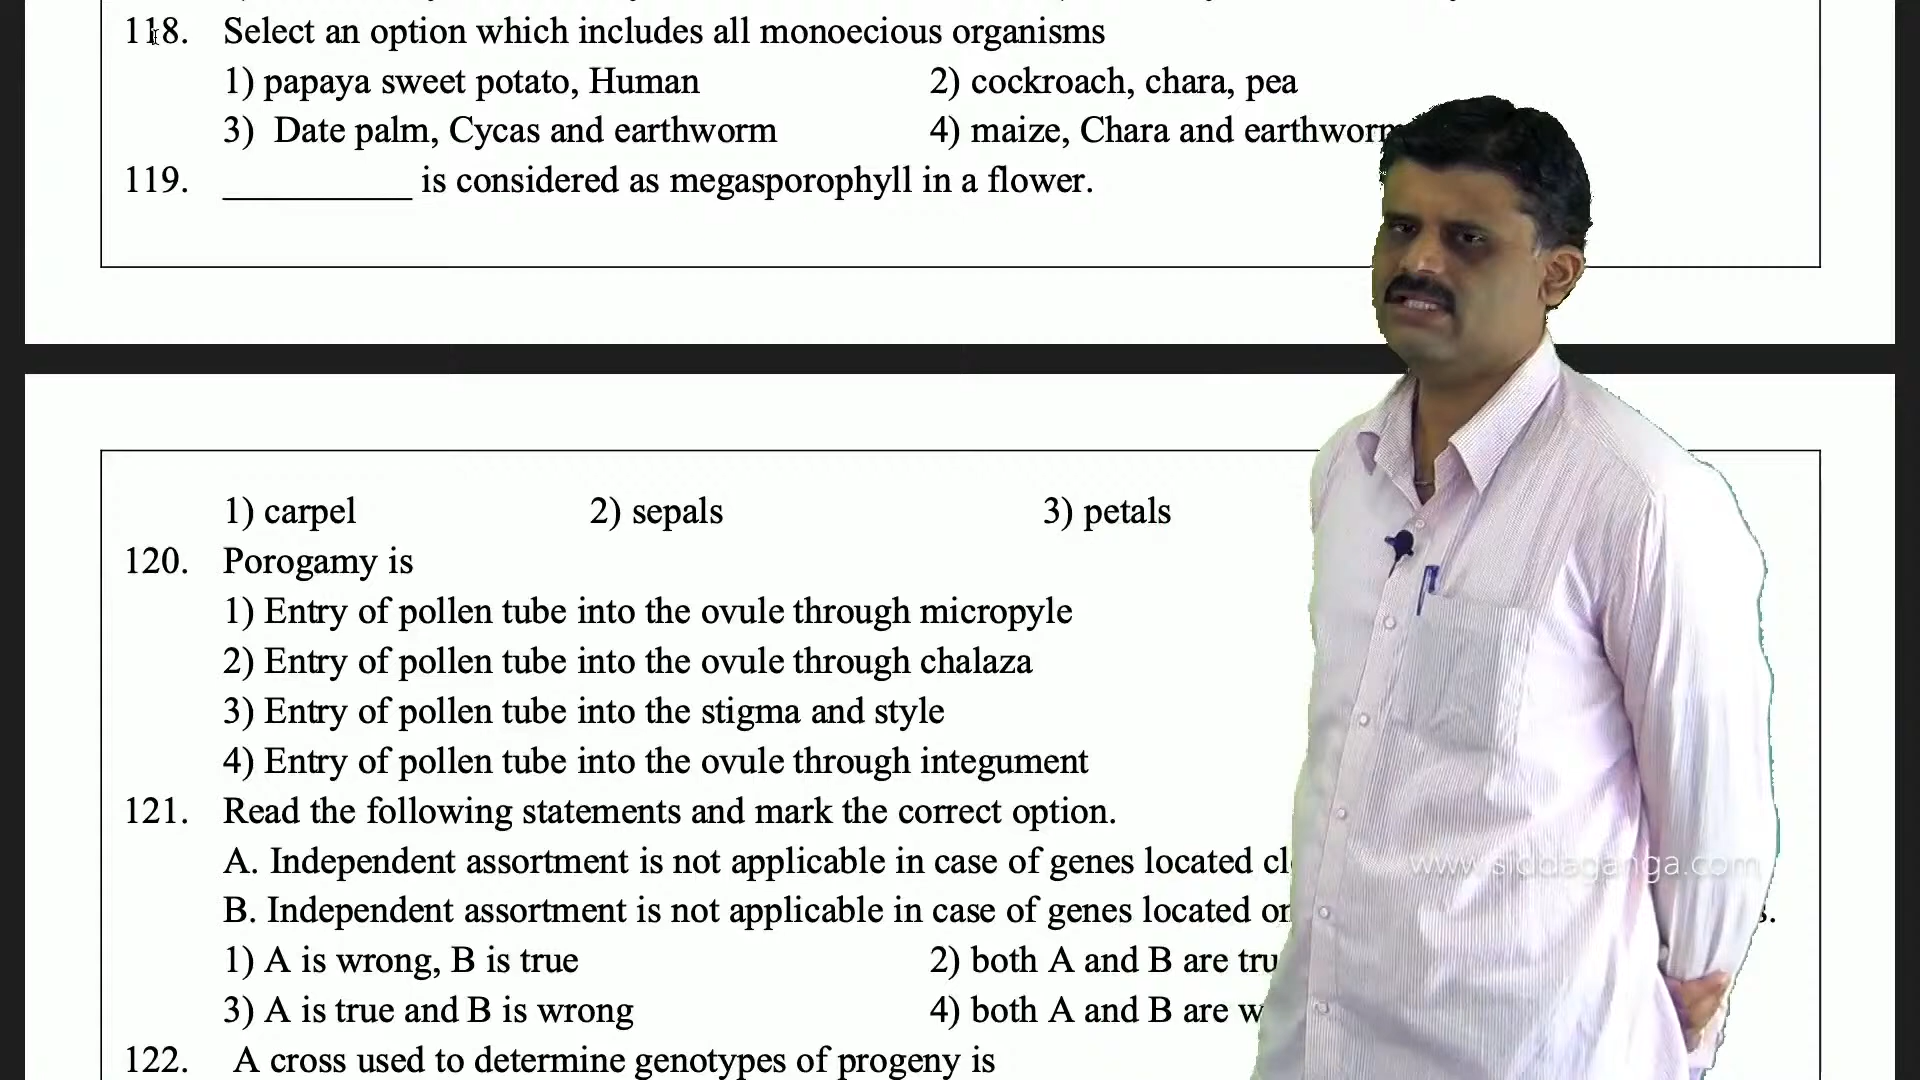 118. Select an option which includes all monoecious organisms
1) papaya sweet potato, Human 2) cockroach, chara, pea
3) Date palm, Cycas and earthworm 4) maize, Chara and earthworm
119. __________ is considered as megasporophyll in a flower.
1) carpel 2) sepals 3) petals
120. Porogamy is
1) Entry of pollen tube into the ovule through micropyle
2) Entry of pollen tube into the ovule through chalaza
3) Entry of pollen tube into the stigma and style
4) Entry of pollen tube into the ovule through integument
121. Read the following statements and mark the correct option.
A. Independent assortment is not applicable in case of genes located
B. Independent assortment is not applicable in case of genes located
1) A is wrong, B is true 2) both A and B are
3) A is true and B is wrong 4) both A and B are
122. A cross used to determine genotypes of progeny is
www.siddaganga.com